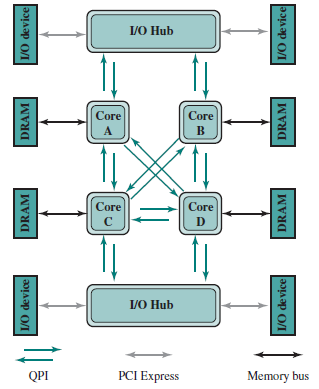 I/O device
I/O Hub
I/O device
DRAM
Core
A
Core
B
DRAM
DRAM
Core
C
Core
D
DRAM
I/O device
I/O Hub
I/O device
QPI
PCI Express
Memory bus